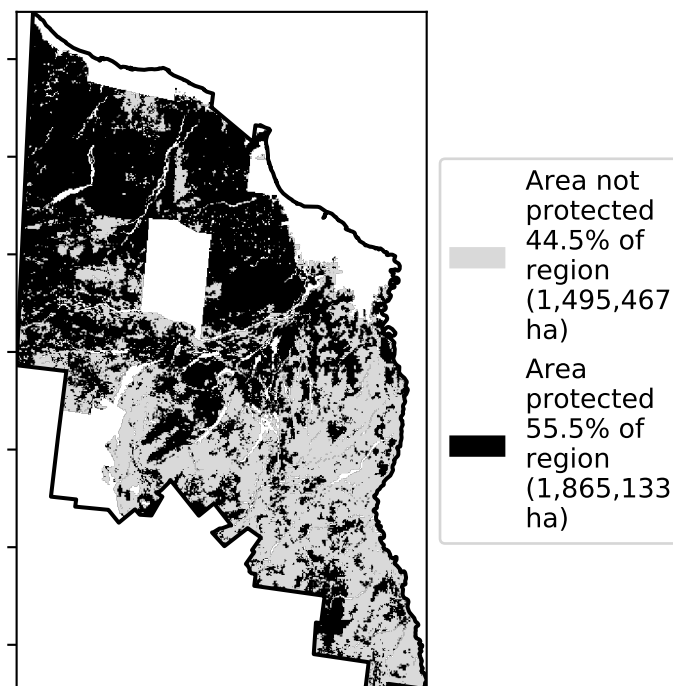 Area not
protected
44.5% of
region
(1,495,467
ha)
Area
protected
55.5% of
region
(1,865,133
ha)